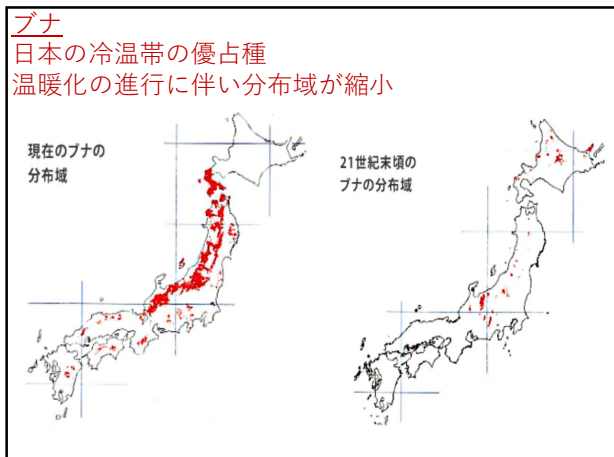 ブナ
日本の冷温帯の優占種
温暖化の進行に伴い分布域が縮小
現在のブナの
分布域
21世紀末頃の
ブナの分布域